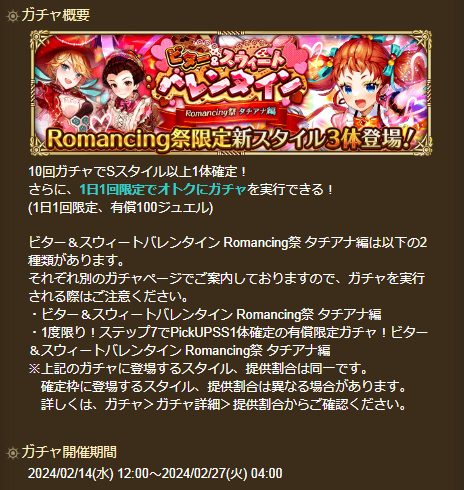 ガチャ概要
ビター&スウィート
バレンタイン
Romancing祭 タチアナ編
Romancing祭限定新スタイル3体登場!
10回ガチャでSスタイル以上1体確定！
さらに、1日1回限定でオトクにガチャを実行できる！
(1日1回限定、有償100ジュエル)
ビター＆スウィートバレンタイン Romancing祭 タチアナ編は以下の2
種類があります。
それぞれ別のガチャページでご案内しておりますので、ガチャを実行
される際はご注意ください。
・ビター＆スウィートバレンタイン Romancing祭 タチアナ編
・1度限り！ステップ7でPickUPSS1体確定の有償限定ガチャ！ビター
＆スウィートバレンタイン Romancing祭 タチアナ編
※上記のガチャに登場するスタイル、提供割合は同一です。
確定枠に登場するスタイル、提供割合は異なる場合があります。
詳しくは、ガチャ＞ガチャ詳細＞提供割合からご確認ください。
ガチャ開催期間
2024/02/14(水) 12:00～2024/02/27(火) 04:00